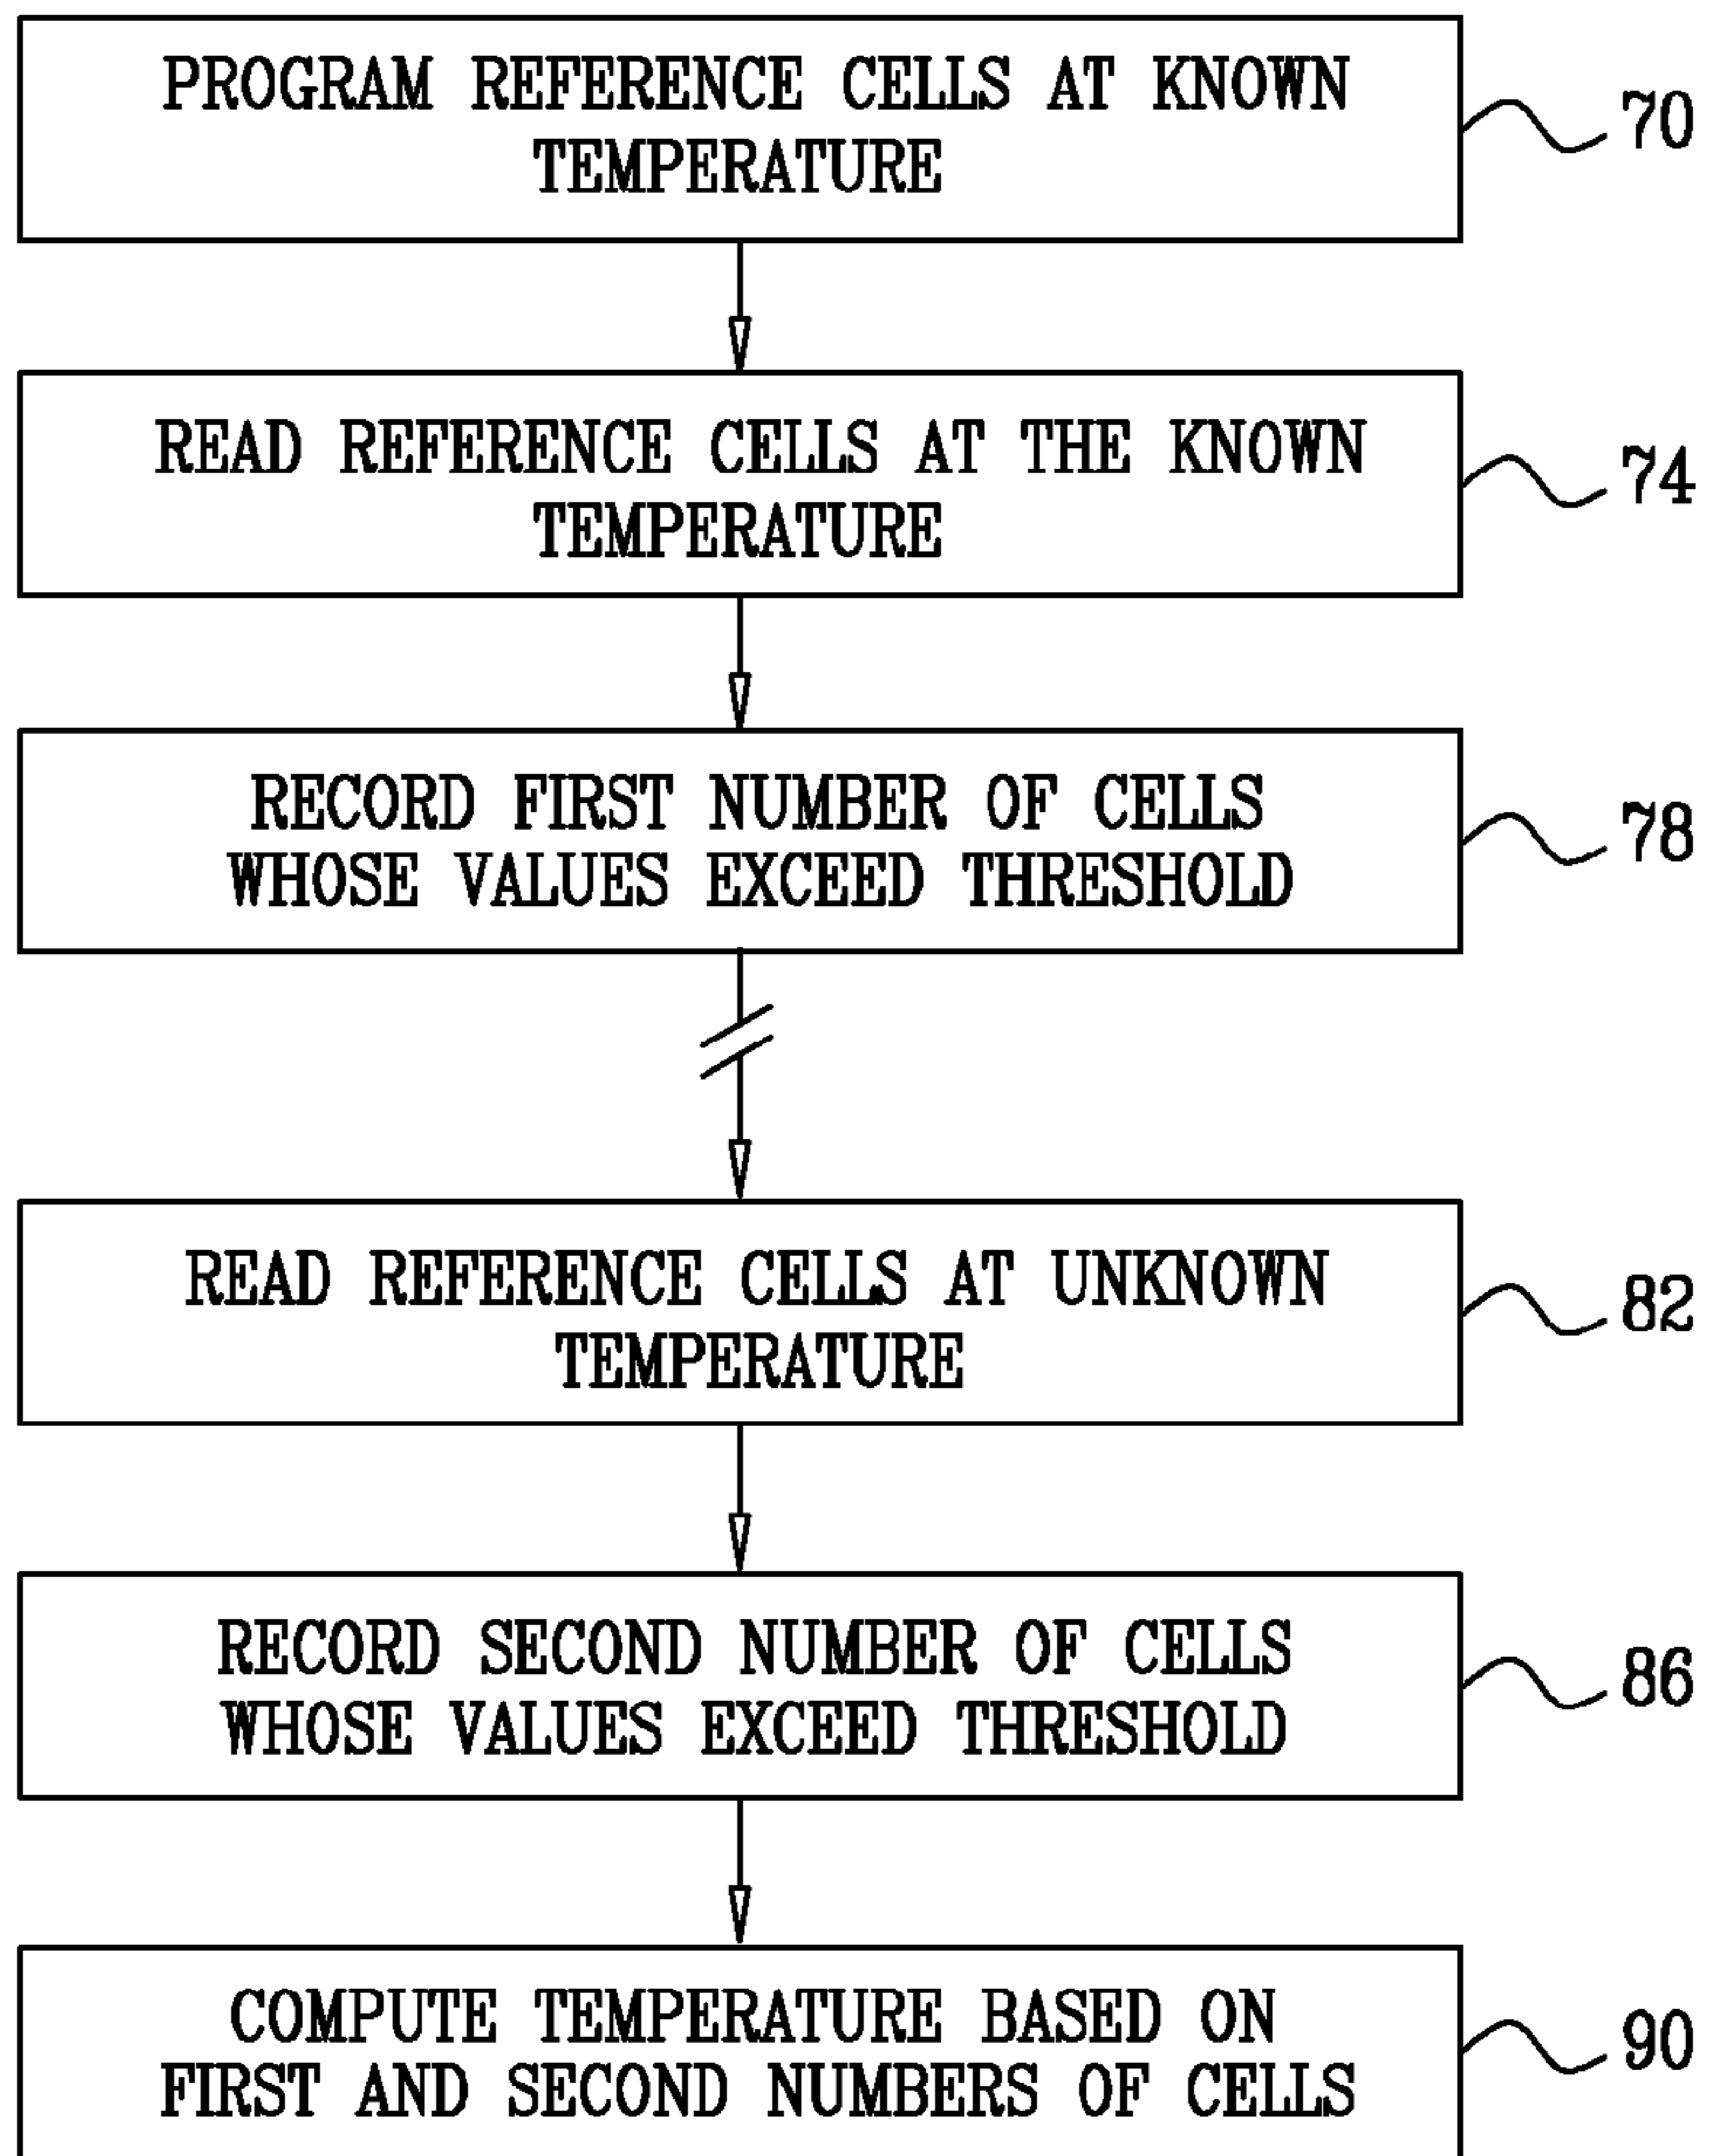 PROGRAM REFERENCE CELLS AT KNOWN
TEMPERATURE
70
READ REFERENCE CELLS AT THE KNOWN
TEMPERATURE
74
RECORD FIRST NUMBER OF CELLS
WHOSE VALUES EXCEED THRESHOLD
78
READ REFERENCE CELLS AT UNKNOWN
TEMPERATURE
82
RECORD SECOND NUMBER OF CELLS
WHOSE VALUES EXCEED THRESHOLD
86
COMPUTE TEMPERATURE BASED ON
FIRST AND SECOND NUMBERS OF CELLS
90